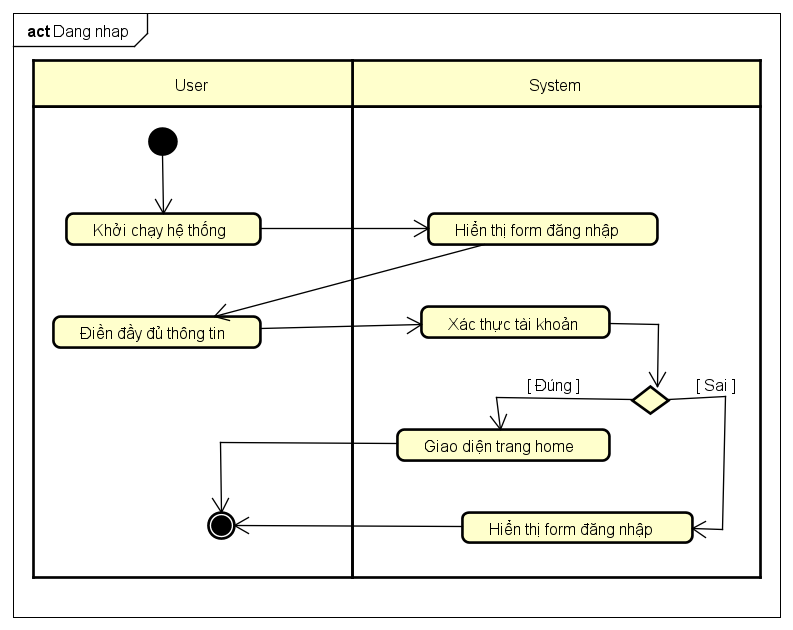 act Dang nhap
User
System
Khởi chạy hệ thống
Hiển thị form đăng nhập
Điền đầy đủ thông tin
Xác thực tài khoản
[ Đúng ]
[ Sai ]
Giao diện trang home
Hiển thị form đăng nhập